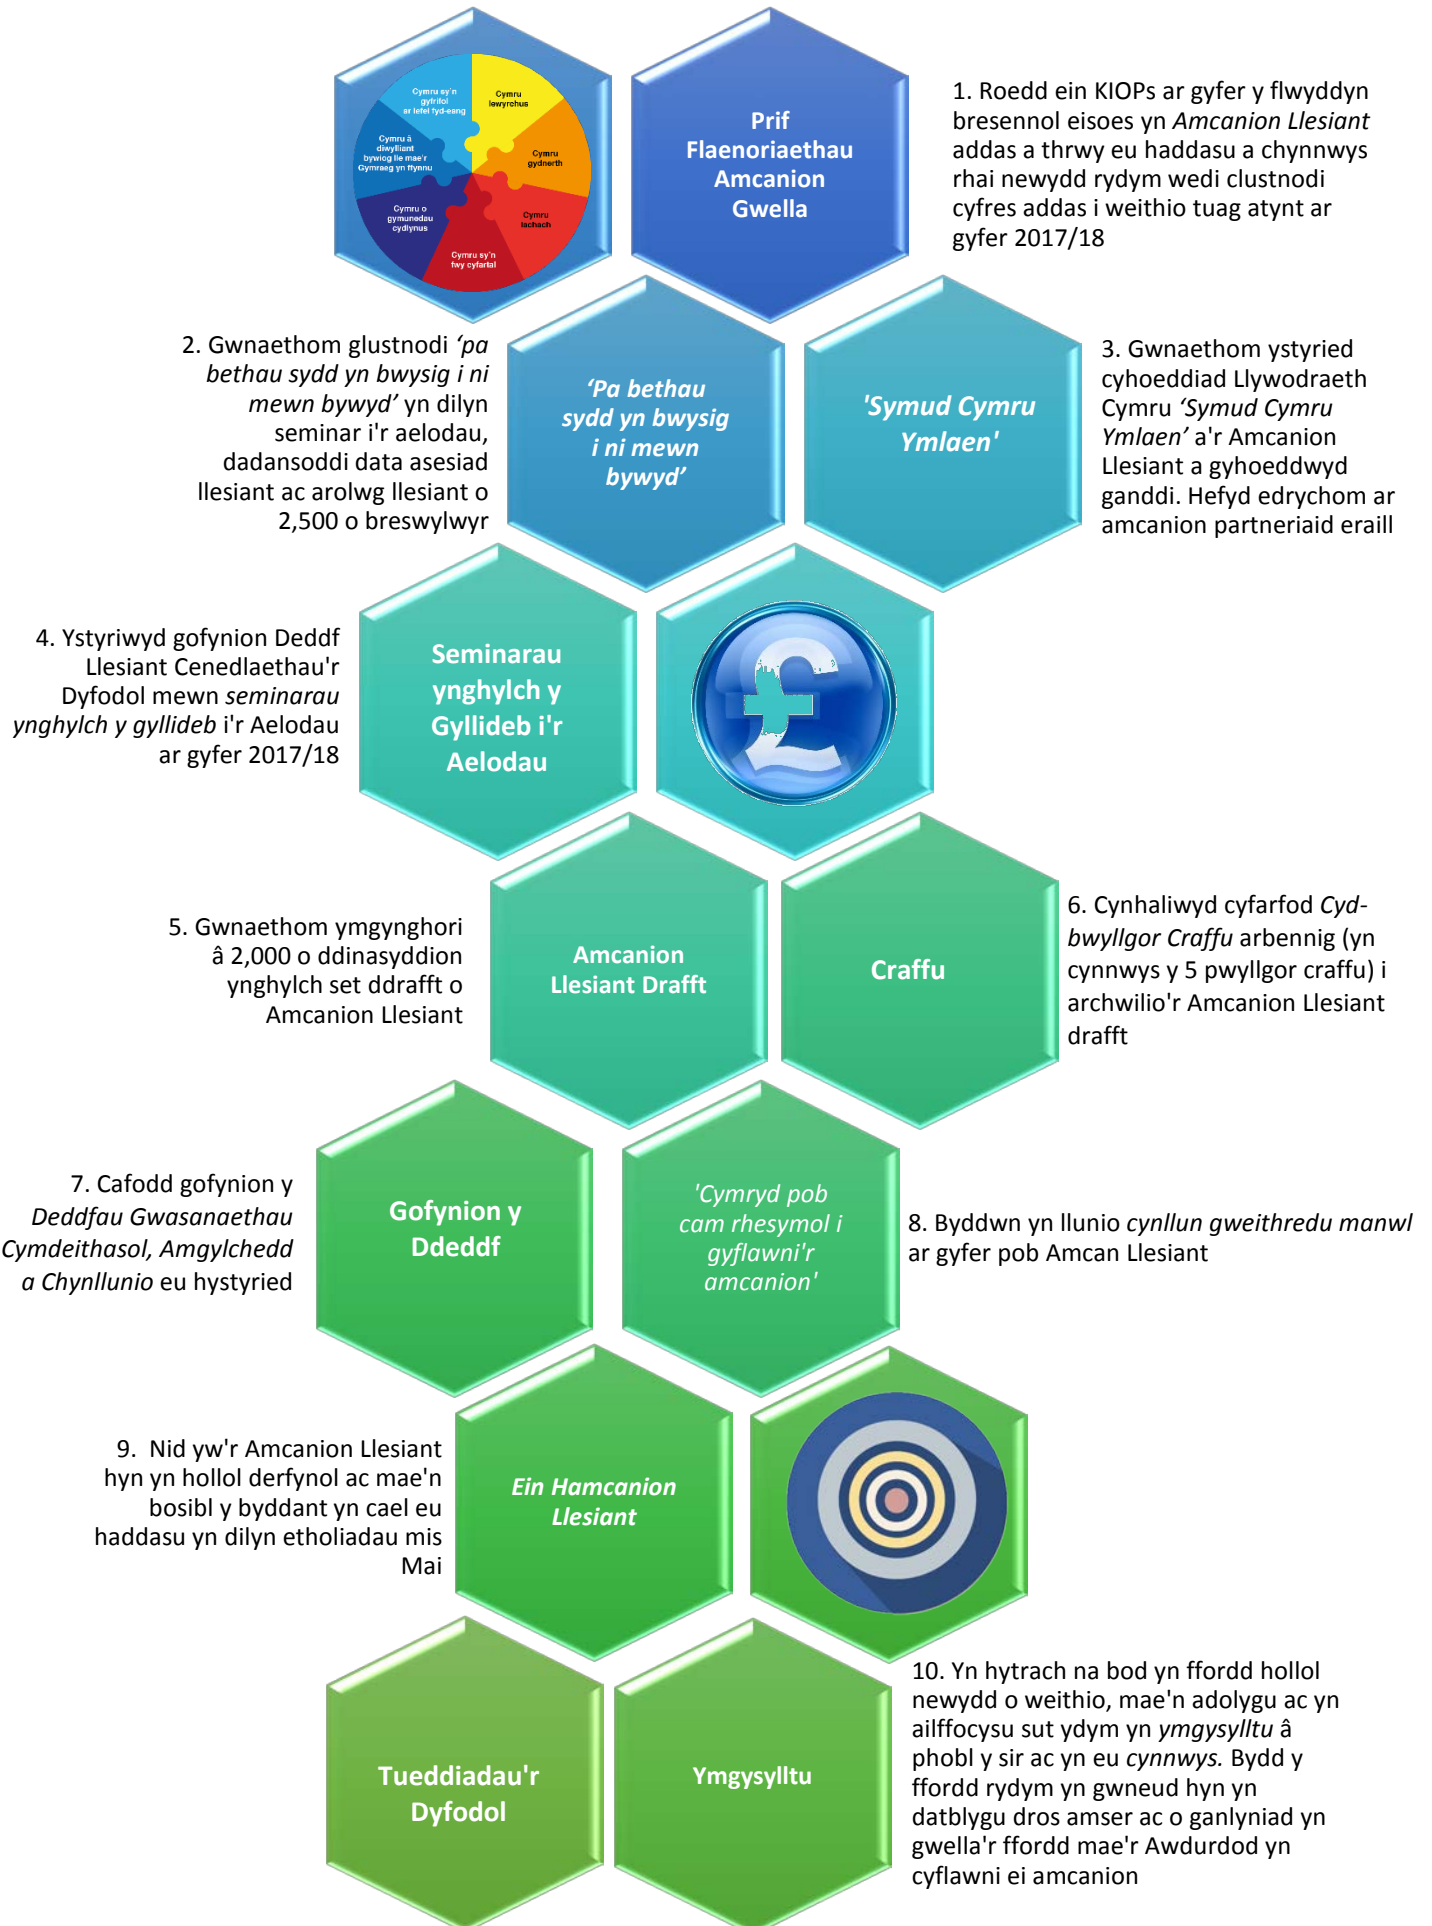 Cymru sy'n
gyfrifol
ar lefel fyd-eang
Cymru
lewyrchus
Cymru â
diwylliant
bywiog lle mae'r
Gymraeg yn ffynnu
Cymru
gydnerth
Cymru o
gymunedau
cydlynus
Cymru
iachach
Cymru sy'n
fwy cyfartal
Prif
Flaenoriaethau
Amcanion
Gwella
1. Roedd ein KIOPs ar gyfer y flwyddyn
bresennol eisoes yn Amcanion Llesiant
addas a thrwy eu haddasu a chynnwys
rhai newydd rydym wedi clustnodi
cyfres addas i weithio tuag atynt ar
gyfer 2017/18
2. Gwnaethom glustnodi ‘pa
bethau sydd yn bwysig i ni
mewn bywyd’ yn dilyn
seminar i'r aelodau,
dadansoddi data asesiad
llesiant ac arolwg llesiant o
2,500 o breswylwyr
‘Pa bethau
sydd yn bwysig
i ni mewn
bywyd’
'Symud Cymru
Ymlaen'
3. Gwnaethom ystyried
cyhoeddiad Llywodraeth
Cymru ‘Symud Cymru
Ymlaen’ a'r Amcanion
Llesiant a gyhoeddwyd
ganddi. Hefyd edrychom ar
amcanion partneriaid eraill
4. Ystyriwyd gofynion Deddf
Llesiant Cenedlaethau'r
Dyfodol mewn seminarau
ynghylch y gyllideb i'r Aelodau
ar gyfer 2017/18
Seminarau
ynghylch y
Gyllideb i'r
Aelodau
£
5. Gwnaethom ymgynghori
â 2,000 o ddinasyddion
ynghylch set ddrafft o
Amcanion Llesiant
Amcanion
Llesiant Drafft
Craffu
6. Cynhaliwyd cyfarfod Cyd-
bwyllgor Craffu arbennig (yn
cynnwys y 5 pwyllgor craffu) i
archwilio'r Amcanion Llesiant
drafft
7. Cafodd gofynion y
Deddfau Gwasanaethau
Cymdeithasol, Amgylchedd
a Chynllunio eu hystyried
Gofynion y
Ddeddf
'Cymryd pob
cam rhesymol i
gyflawni'r
amcanion'
8. Byddwn yn llunio cynllun gweithredu manwl
ar gyfer pob Amcan Llesiant
9. Nid yw'r Amcanion Llesiant
hyn yn hollol derfynol ac mae'n
bosibl y byddant yn cael eu
haddasu yn dilyn etholiadau mis
Mai
Ein Hamcanion
Llesiant
Tueddiadau'r
Dyfodol
Ymgysylltu
10. Yn hytrach na bod yn ffordd hollol
newydd o weithio, mae'n adolygu ac yn
ailffocysu sut ydym yn ymgysylltu â
phobl y sir ac yn eu cynnwys. Bydd y
ffordd rydym yn gwneud hyn yn
datblygu dros amser ac o ganlyniad yn
gwella'r ffordd mae'r Awdurdod yn
cyflawni ei amcanion